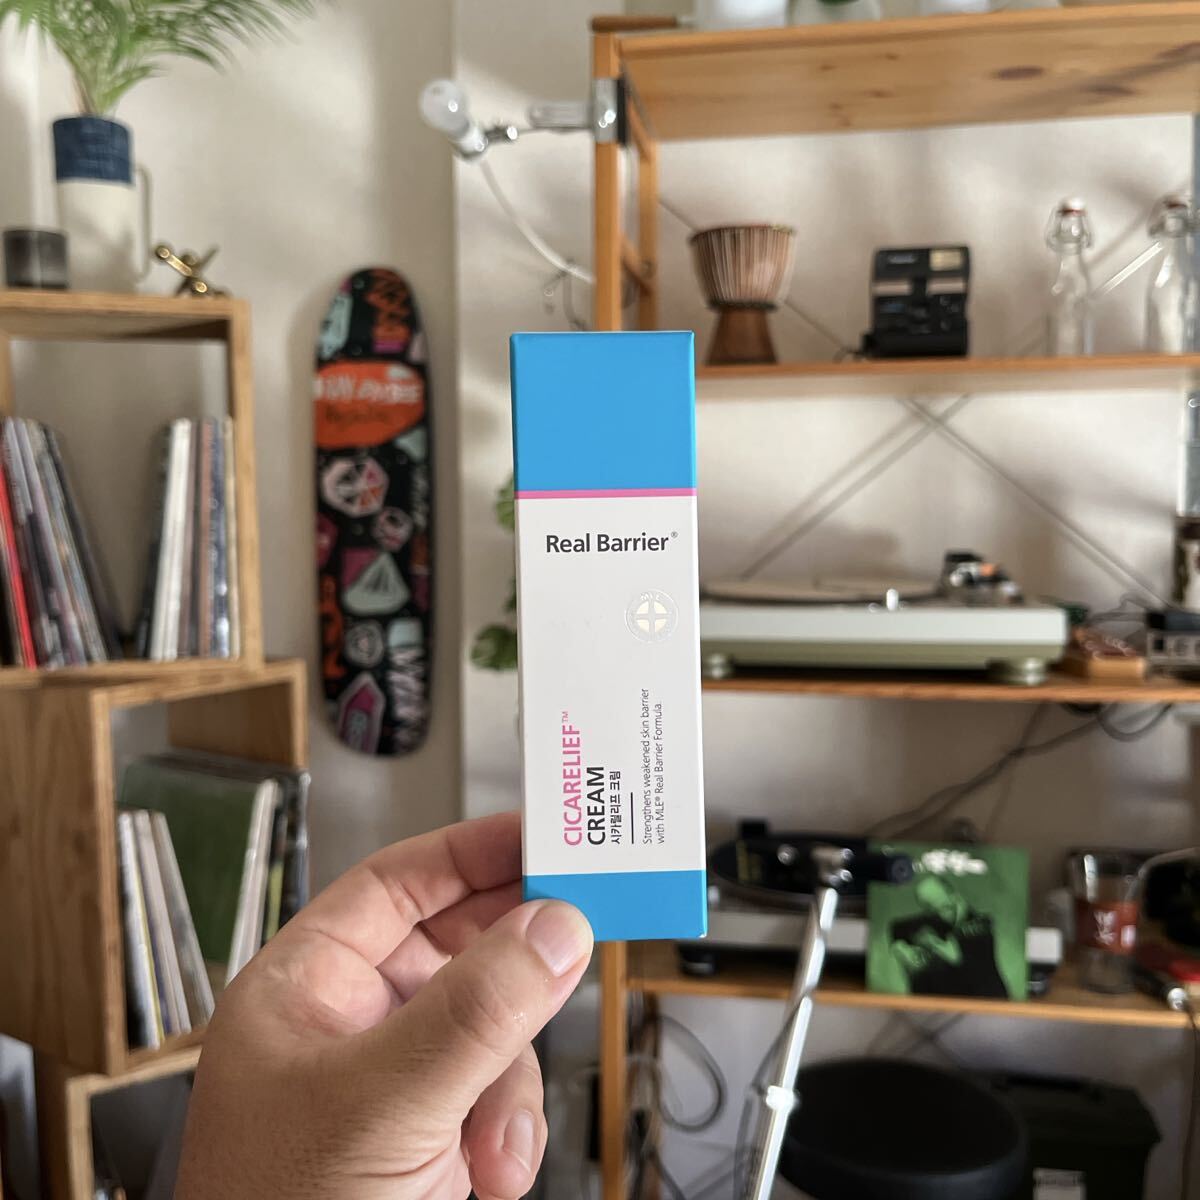 Real Barrier®
MLE
CICARELIEF™
CREAM
시카릴리프 크림
Strengthens weakened skin barrier
with MLE® Real Barrier Formula.